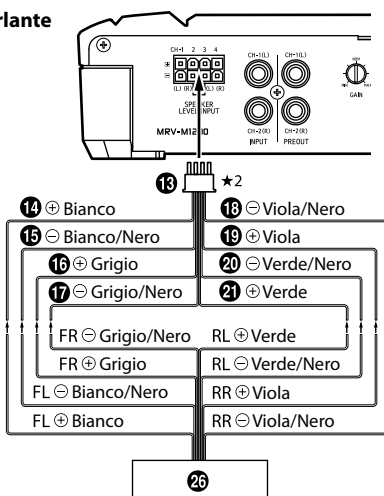 rlante
CH-1 2 3 4
⊕
⊖
(L) (R) (L) (R)
SPEAKER
LEVEL INPUT
MRV-M1200
CH-1(L) CH-1(L)
CH-2(R) CH-2(R)
INPUT PREOUT
NOM
MIN MAX
GAIN
⓭ ★2
⓮ ⊕ Bianco
⓯ ⊖ Bianco/Nero
⓰ ⊕ Grigio
⓱ ⊖ Grigio/Nero
⓲ ⊖ Viola/Nero
⓳ ⊕ Viola
⓴ ⊖ Verde/Nero
21 ⊕ Verde
FR ⊖ Grigio/Nero
FR ⊕ Grigio
FL ⊖ Bianco/Nero
FL ⊕ Bianco
RL ⊕ Verde
RL ⊖ Verde/Nero
RR ⊕ Viola
RR ⊖ Viola/Nero
26